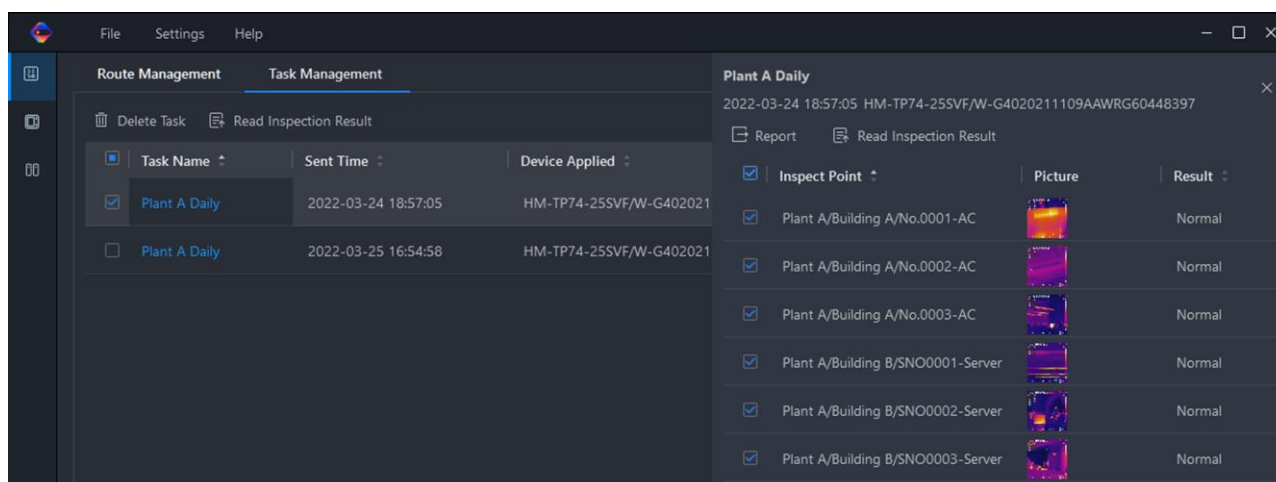 File Settings Help
Route Management Task Management
Delete Task Read Inspection Result
Task Name Sent Time Device Applied
Plant A Daily 2022-03-24 18:57:05 HM-TP74-25SVF/W-G402021
Plant A Daily 2022-03-25 16:54:58 HM-TP74-25SVF/W-G402021
Plant A Daily
2022-03-24 18:57:05 HM-TP74-25SVF/W-G4020211109AAWRG60448397
Report Read Inspection Result
Inspect Point Picture Result
Plant A/Building A/No.0001-AC Normal
Plant A/Building A/No.0002-AC Normal
Plant A/Building A/No.0003-AC Normal
Plant A/Building B/SNO0001-Server Normal
Plant A/Building B/SNO0002-Server Normal
Plant A/Building B/SNO0003-Server Normal